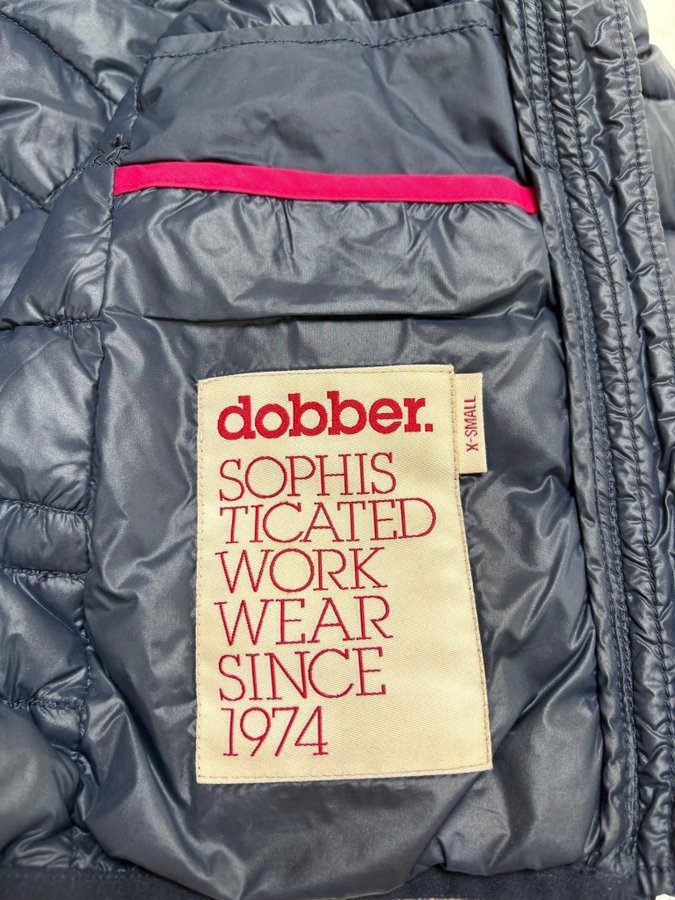 dobber.
SOPHIS
TICATED
WORK
WEAR
SINCE
1974
X-SMALL